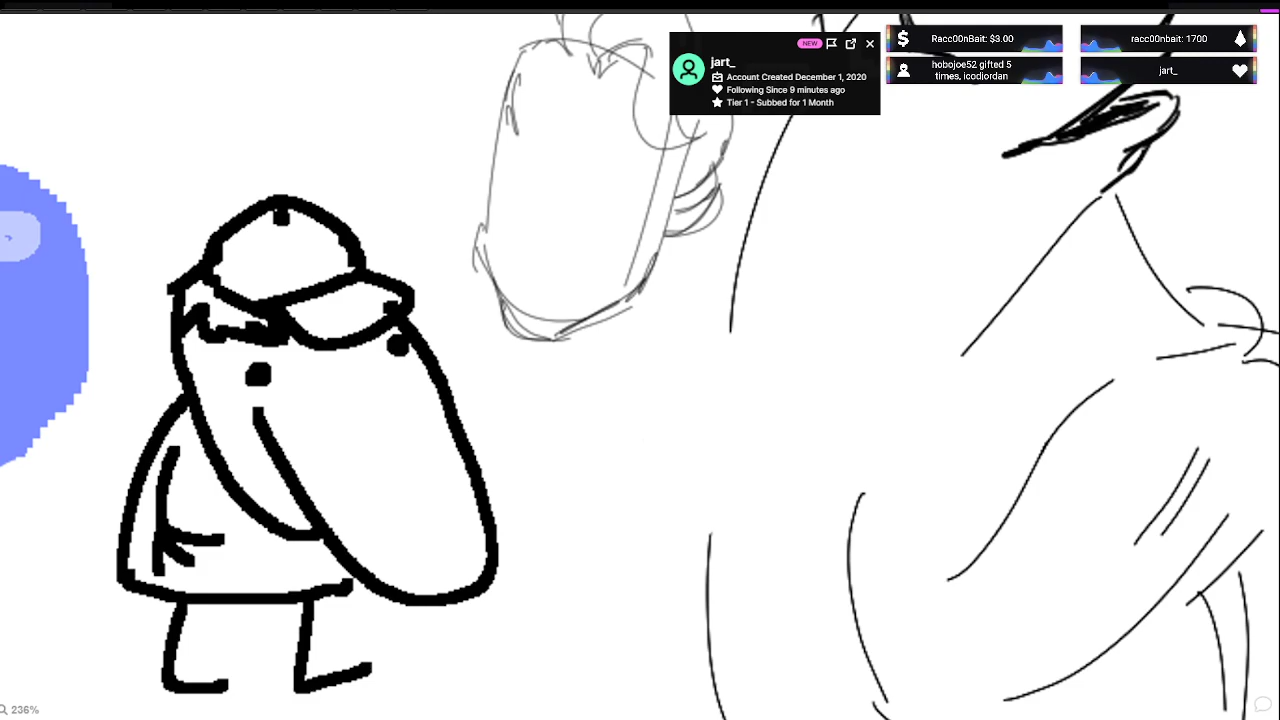 NEW
jart_
Account Created December 1, 2020
Following Since 9 minutes ago
Tier 1 - Subbed for 1 Month
$ Racc00nBait: $3.00
racc00nbait: 1700
hobojoe52 gifted 5
times, icodjordan
jart_
236%